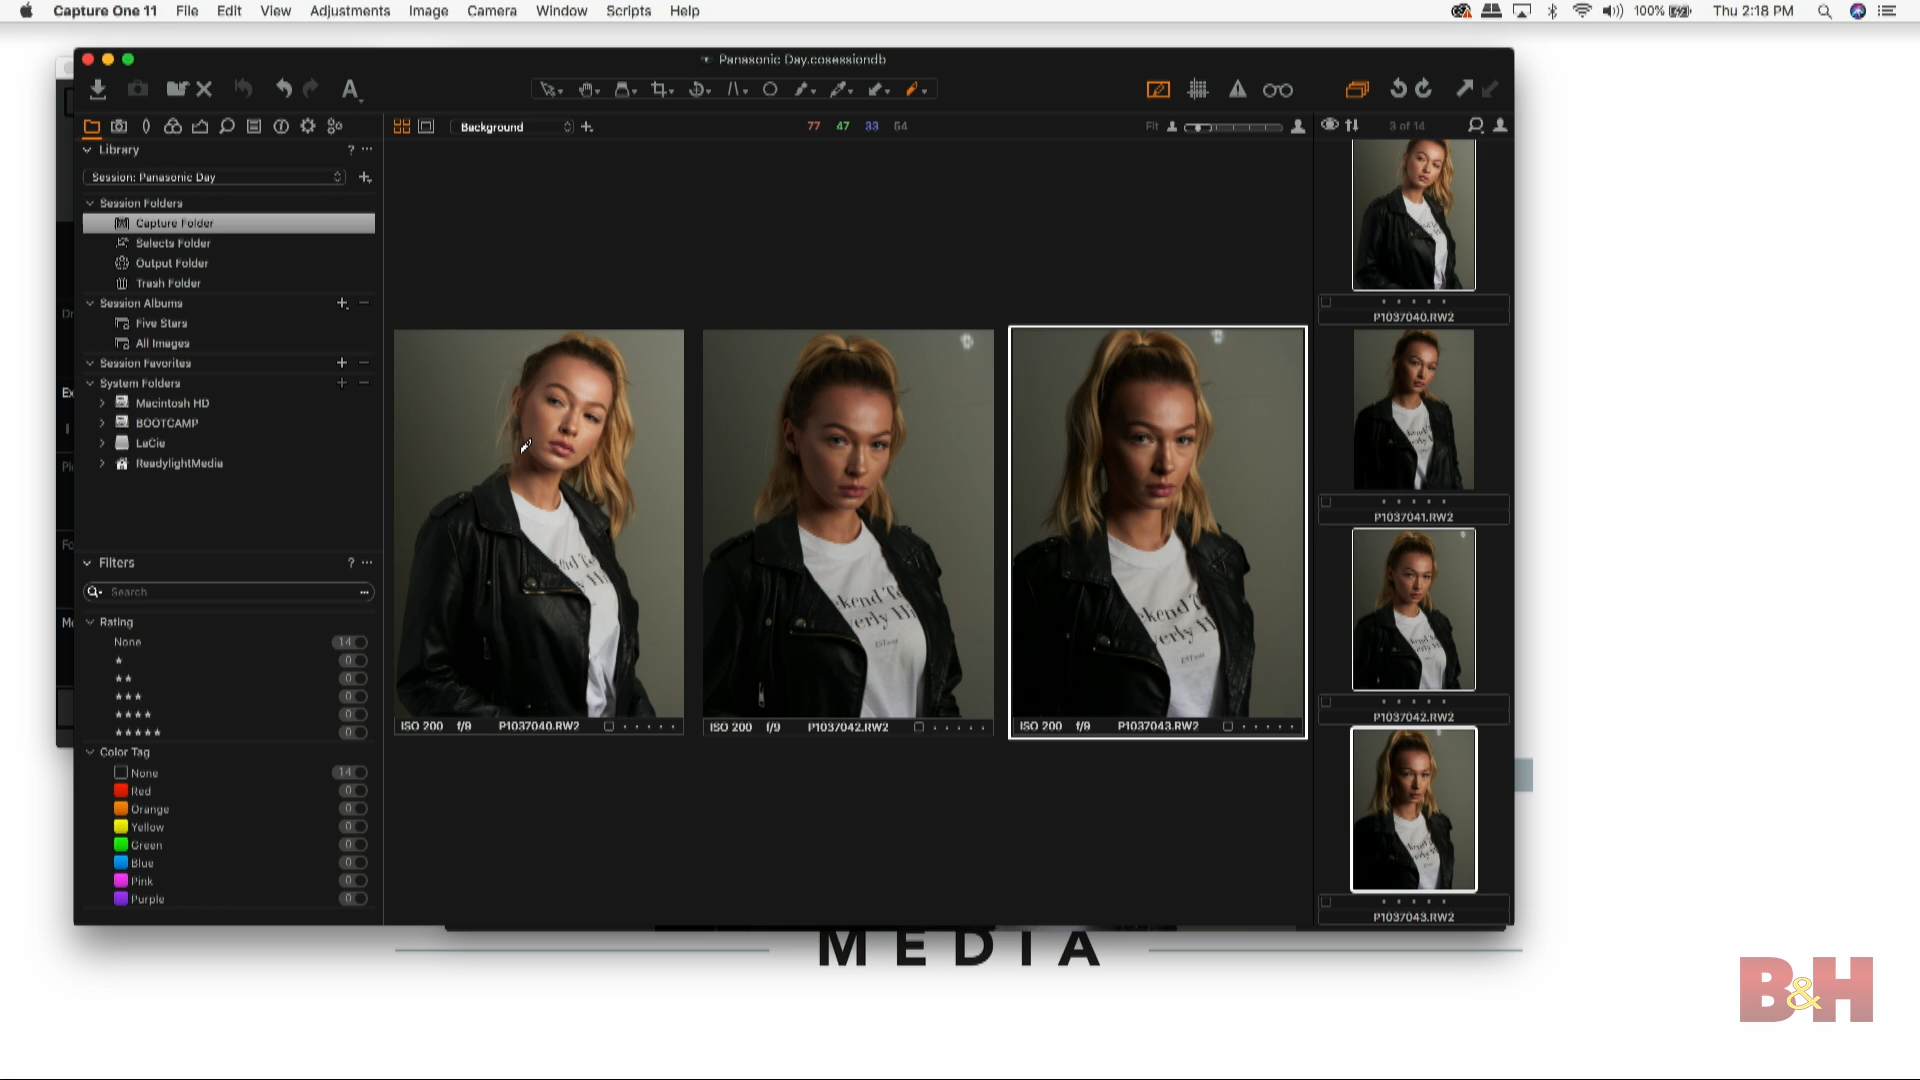 Capture One 11 File Edit View Adjustments Image Camera Window Scripts Help
100% Thu 2:18 PM
Panasonic Day.cosessiondb
A
Background
77 47 33 54
Fit
3 of 14
Library
Session: Panasonic Day
Session Folders
Capture Folder
Selects Folder
Output Folder
Trash Folder
Session Albums
Five Stars
All Images
Session Favorites
System Folders
Macintosh HD
BOOTCAMP
LaCie
ReadylightMedia
Filters
Search
Rating
None 14
0
0
0
0
0
Color Tag
None 14
Red 0
Orange 0
Yellow 0
Green 0
Blue 0
Pink 0
Purple 0
ISO 200 f/9 P1037040.RW2
ISO 200 f/9 P1037042.RW2
ISO 200 f/9 P1037043.RW2
P1037040.RW2
P1037041.RW2
P1037042.RW2
P1037043.RW2
MEDIA
B&H